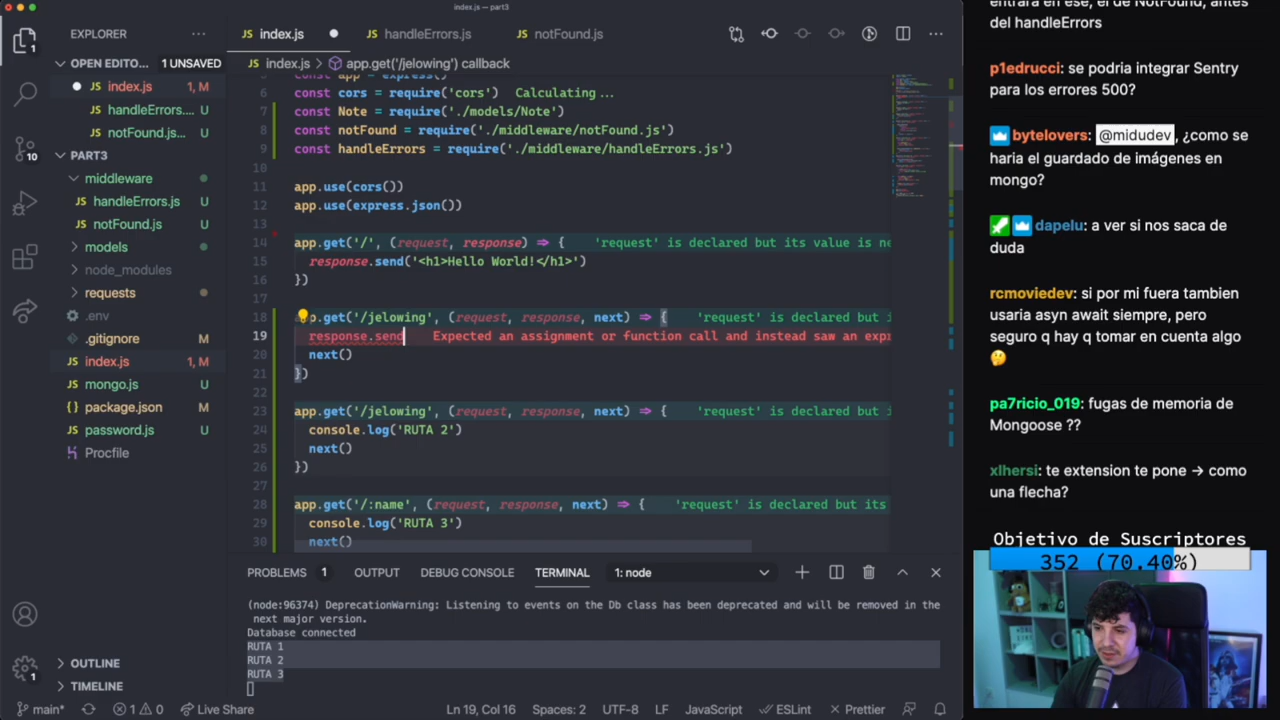 index.js — part3
EXPLORER
OPEN EDITO... 1 UNSAVED
index.js 1, M
handleErrors.... U
notFound.js... U
PART3
middleware
handleErrors.js U
notFound.js U
models
node_modules
requests
.env
.gitignore M
index.js 1, M
mongo.js U
package.json M
password.js U
Procfile
OUTLINE
TIMELINE
index.js
handleErrors.js
notFound.js
index.js > app.get('/jelowing') callback
6 const cors = require('cors') Calculating...
7 const Note = require('./models/Note')
8 const notFound = require('./middleware/notFound.js')
9 const handleErrors = require('./middleware/handleErrors.js')
10
11 app.use(cors())
12 app.use(express.json())
13
14 app.get('/', (request, response) => { 'request' is declared but its value is ne
15 response.send('<h1>Hello World!</h1>')
16 })
17
18 p.get('/jelowing', (request, response, next) => { 'request' is declared but i
19 response.send Expected an assignment or function call and instead saw an expr
20 next()
21 })
22
23 app.get('/jelowing', (request, response, next) => { 'request' is declared but i
24 console.log('RUTA 2')
25 next()
26 })
27
28 app.get('/:name', (request, response, next) => { 'request' is declared but its
29 console.log('RUTA 3')
30 next()
PROBLEMS 1 OUTPUT DEBUG CONSOLE TERMINAL 1: node
(node:96374) DeprecationWarning: Listening to events on the Db class has been deprecated and will be removed in the
next major version.
Database connected
RUTA 1
RUTA 2
RUTA 3
main* 1 0 Live Share Ln 19, Col 16 Spaces: 2 UTF-8 LF JavaScript ESLint Prettier
10
1
1
entrará en ese, el de NotFound, antes
del handleErrors
p1edrucci: se podria integrar Sentry
para los errores 500?
bytelovers: @midudev , ¿como se
haria el guardado de imágenes en
mongo?
dapelu: a ver si nos saca de
duda
rcmoviedev: si por mi fuera tambien
usaria asyn await siempre, pero
seguro q hay q tomar en cuenta algo
pa7ricio_019: fugas de memoria de
Mongoose ??
xlhersi: te extension te pone -> como
una flecha?
Objetivo de Suscriptores
352 (70.40%)